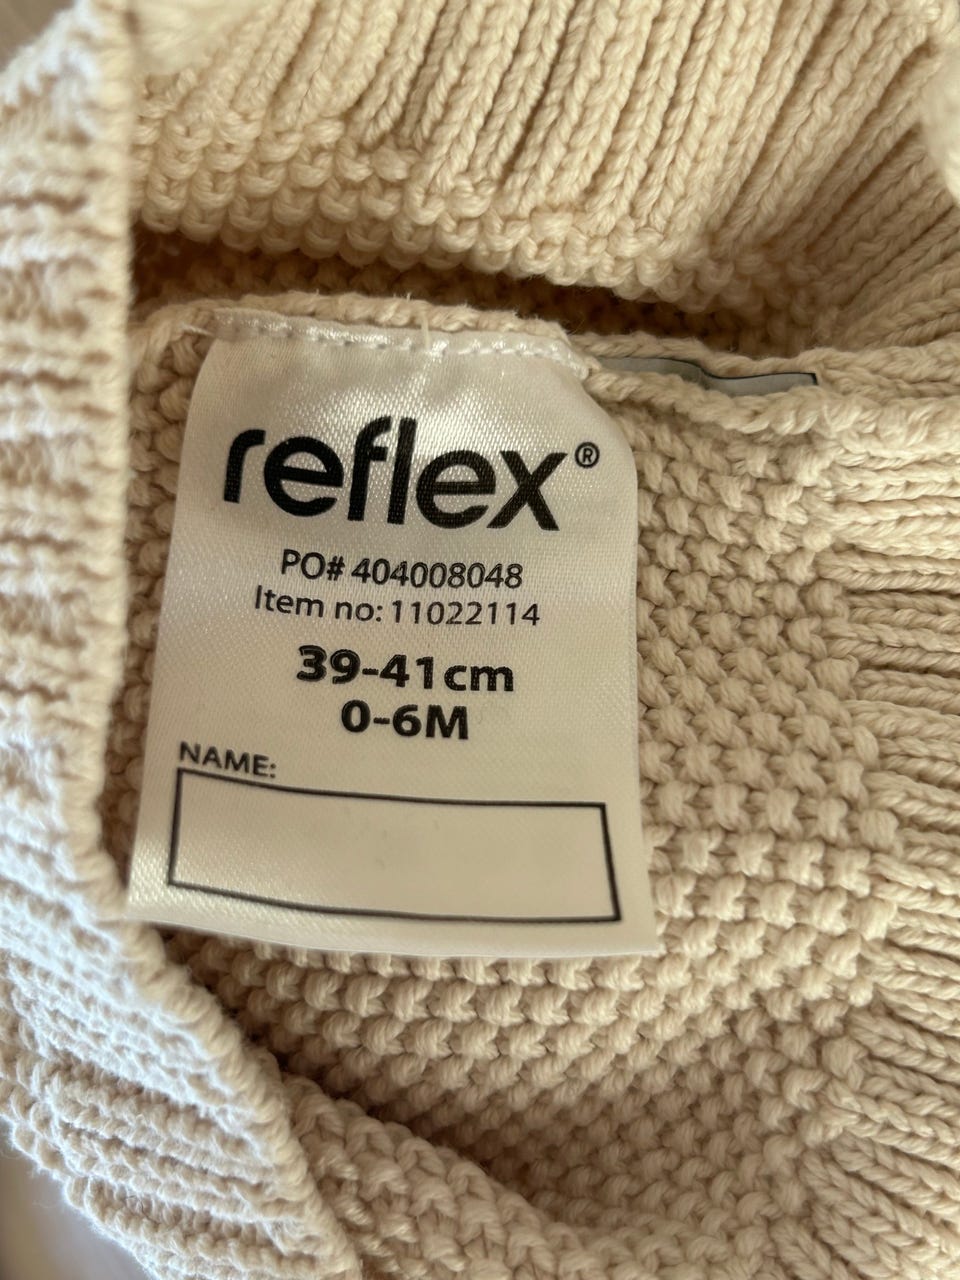 reflex®
PO# 404008048
Item no: 11022114
39-41cm
0-6M
NAME: